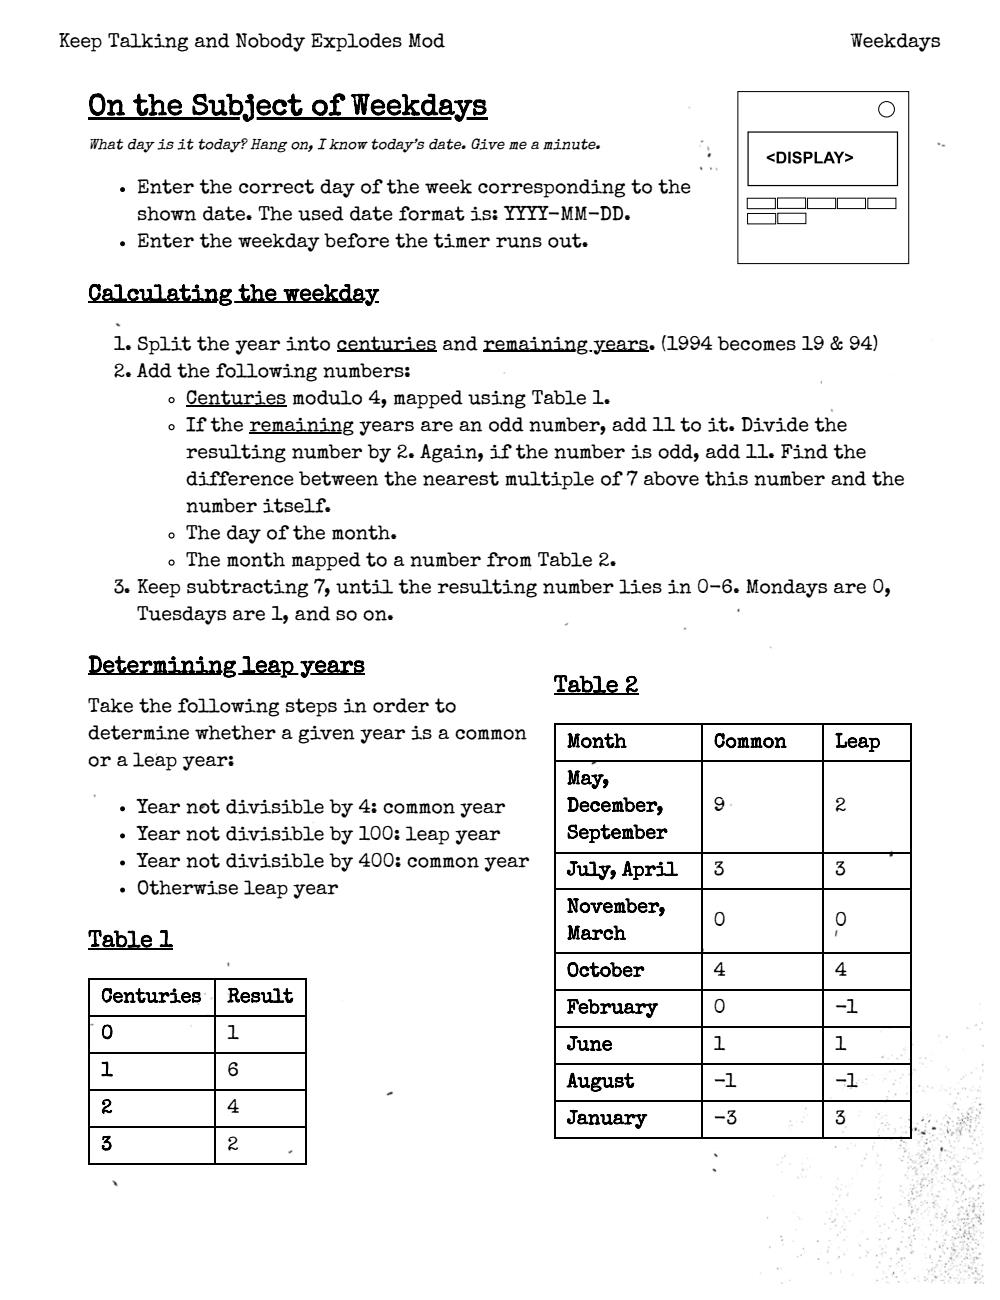 Keep Talking and Nobody Explodes Mod
Weekdays
On the Subject of Weekdays
What day is it today? Hang on, I know today's date. Give me a minute.
<DISPLAY>
• Enter the correct day of the week corresponding to the
shown date. The used date format is: YYYY-MM-DD.
• Enter the weekday before the timer runs out.
Calculating the weekday
1. Split the year into centuries and remaining years. (1994 becomes 19 & 94)
2. Add the following numbers:
Centuries modulo 4, mapped using Table 1.
If the remaining years are an odd number, add 11 to it. Divide the
resulting number by 2. Again, if the number is odd, add 11. Find the
difference between the nearest multiple of 7 above this number and the
number itself.
The day of the month.
The month mapped to a number from Table 2.
3. Keep subtracting 7, until the resulting number lies in 0-6. Mondays are 0,
Tuesdays are 1, and so on.
Determining leap years
Take the following steps in order to
determine whether a given year is a common
or a leap year:
• Year not divisible by 4: common year
• Year not divisible by 100: leap year
• Year not divisible by 400: common year
• Otherwise leap year
Table 1
Centuries Result
0 1
1 6
2 4
3 2
Table 2
Month Common Leap
May,
December, 9 2
September
July, April 3 3
November,
March 0 0
October 4 4
February 0 -1
June 1 1
August -1 -1
January -3 3